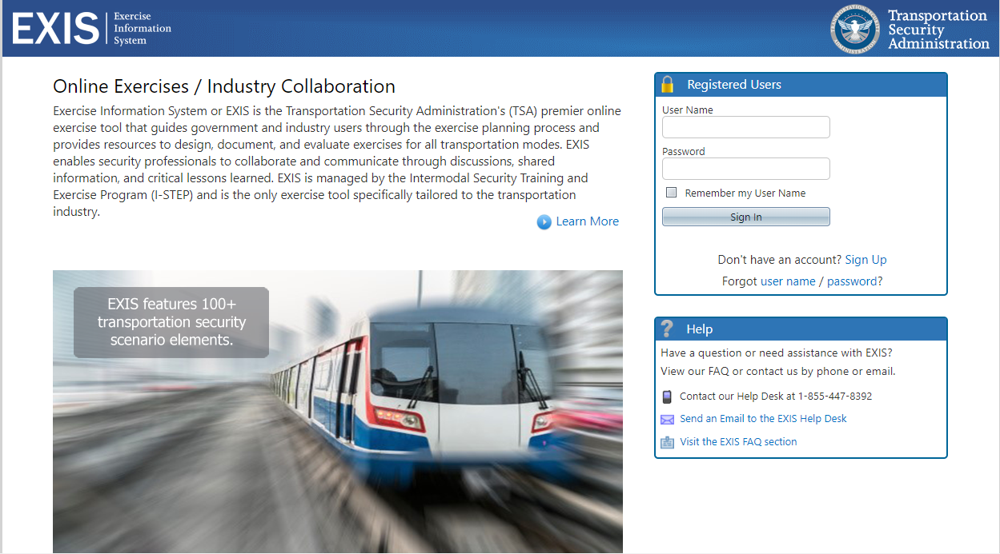 EXIS
Exercise
Information
System
Transportation
Security
Administration
Online Exercises / Industry Collaboration
Exercise Information System or EXIS is the Transportation Security Administration's (TSA) premier online
exercise tool that guides government and industry users through the exercise planning process and
provides resources to design, document, and evaluate exercises for all transportation modes. EXIS
enables security professionals to collaborate and communicate through discussions, shared
information, and critical lessons learned. EXIS is managed by the Intermodal Security Training and
Exercise Program (I-STEP) and is the only exercise tool specifically tailored to the transportation
industry.
Learn More
EXIS features 100+
transportation security
scenario elements.
Registered Users
User Name
Password
Remember my User Name
Sign In
Don't have an account? Sign Up
Forgot user name / password?
Help
Have a question or need assistance with EXIS?
View our FAQ or contact us by phone or email.
Contact our Help Desk at 1-855-447-8392
Send an Email to the EXIS Help Desk
Visit the EXIS FAQ section